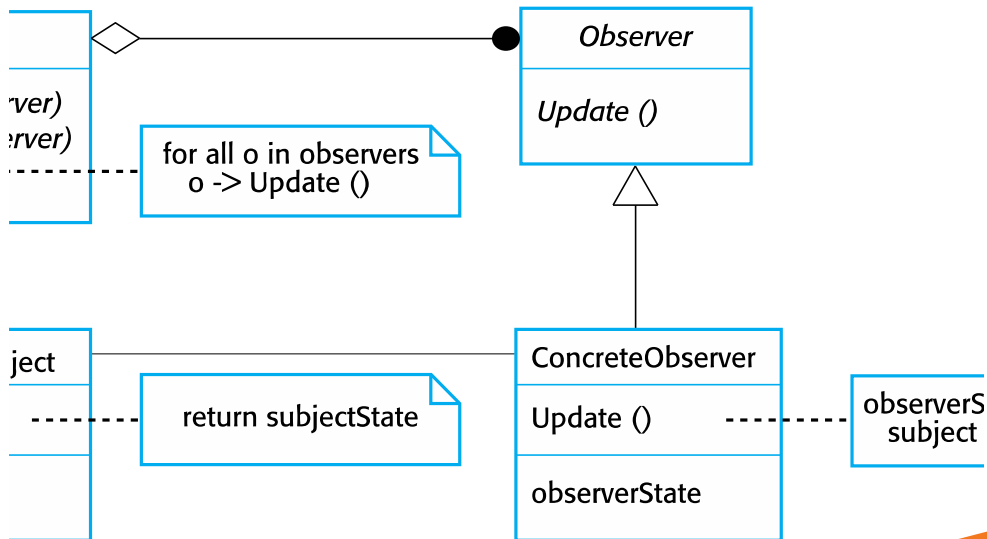 Observer
rver)
erver)
Update ()
for all o in observers
o -> Update ()
ject
ConcreteObserver
return subjectState
Update ()
observerS
subject
observerState